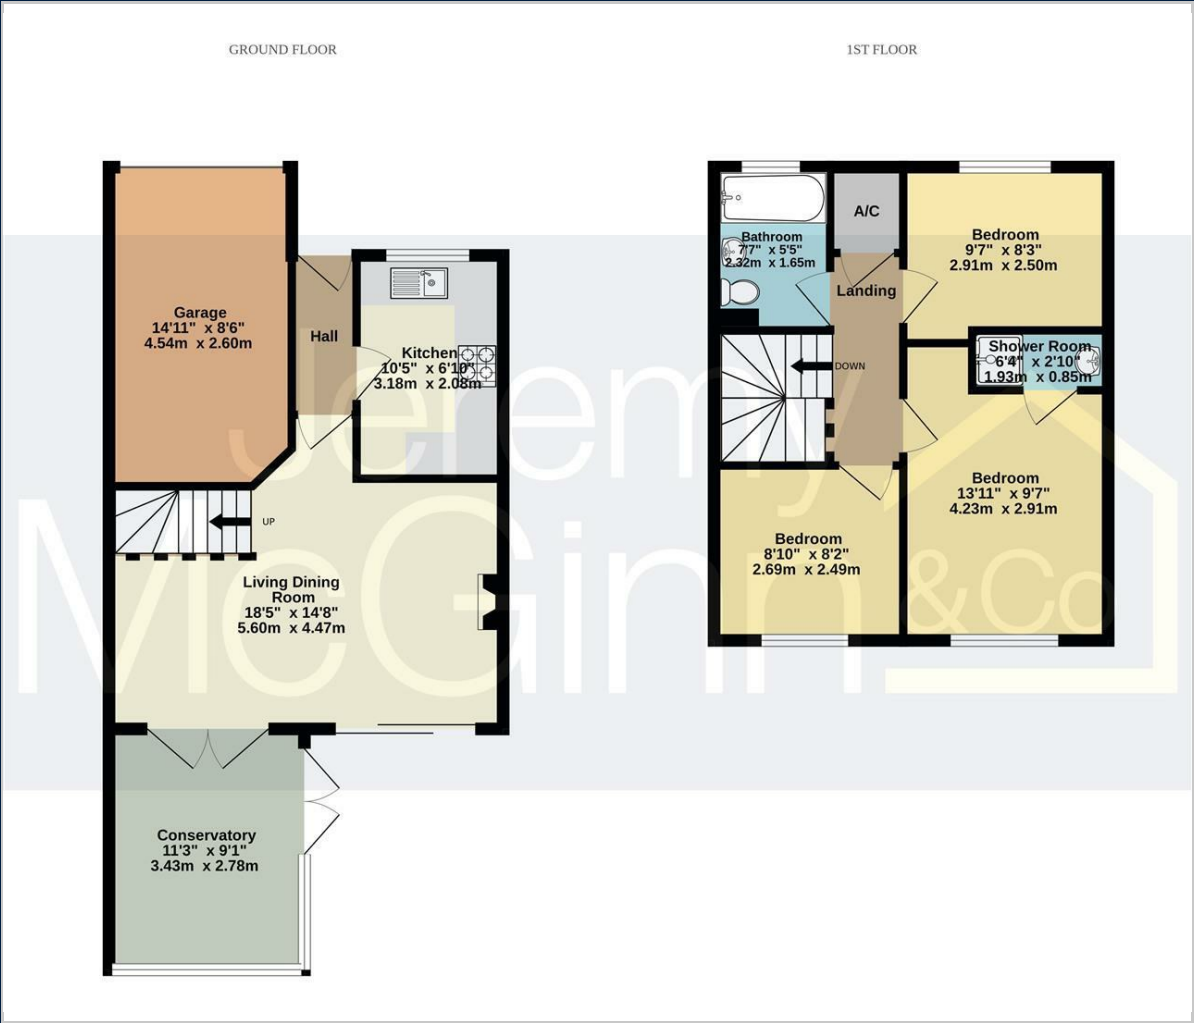 GROUND FLOOR
1ST FLOOR
Garage
14'11" x 8'6"
4.54m x 2.60m
Hall
Kitchen
10'5" x 6'10"
3.18m x 2.08m
UP
Living Dining
Room
18'5" x 14'8"
5.60m x 4.47m
Conservatory
11'3" x 9'1"
3.43m x 2.78m
Bathroom
7'7" x 5'5"
2.32m x 1.65m
A/C
Bedroom
9'7" x 8'3"
2.91m x 2.50m
Landing
DOWN
Shower Room
6'4" x 2'10"
1.93m x 0.85m
Bedroom
13'11" x 9'7"
4.23m x 2.91m
Bedroom
8'10" x 8'2"
2.69m x 2.49m
Jeremy
McGinn & Co